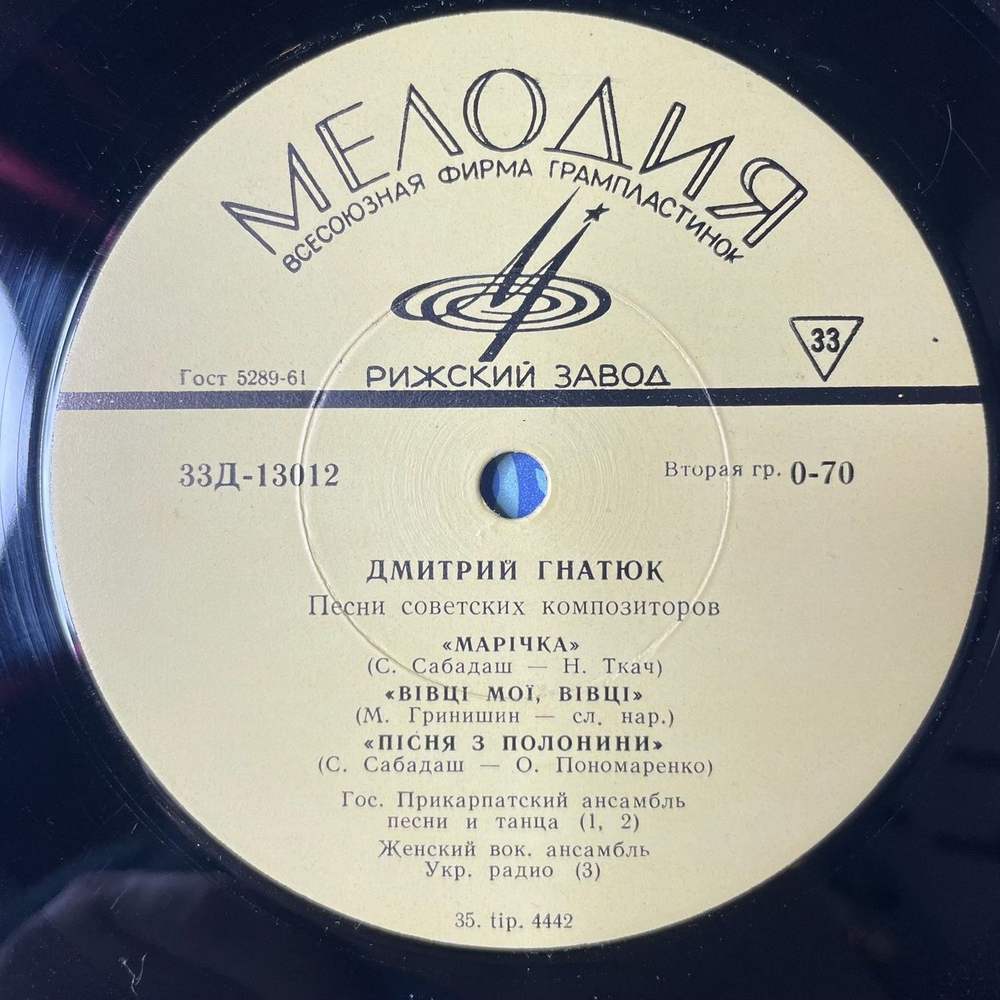 МЕЛОДИЯ
ВСЕСОЮЗНАЯ ФИРМА ГРАМПЛАСТИНОК
33
Гост 5289-61
РИЖСКИЙ ЗАВОД
33Д-13012
Вторая гр. 0-70
ДМИТРИЙ ГНАТЮК
Песни советских композиторов
«МАРІЧКА»
(С. Сабадаш — Н. Ткач)
«ВІВЦІ МОЇ, ВІВЦІ»
(М. Гринишин — сл. нар.)
«ПІСНЯ З ПОЛОНИНИ»
(С. Сабадаш — О. Пономаренко)
Гос. Прикарпатский ансамбль
песни и танца (1, 2)
Женский вок. ансамбль
Укр. радио (3)
35. tip. 4442